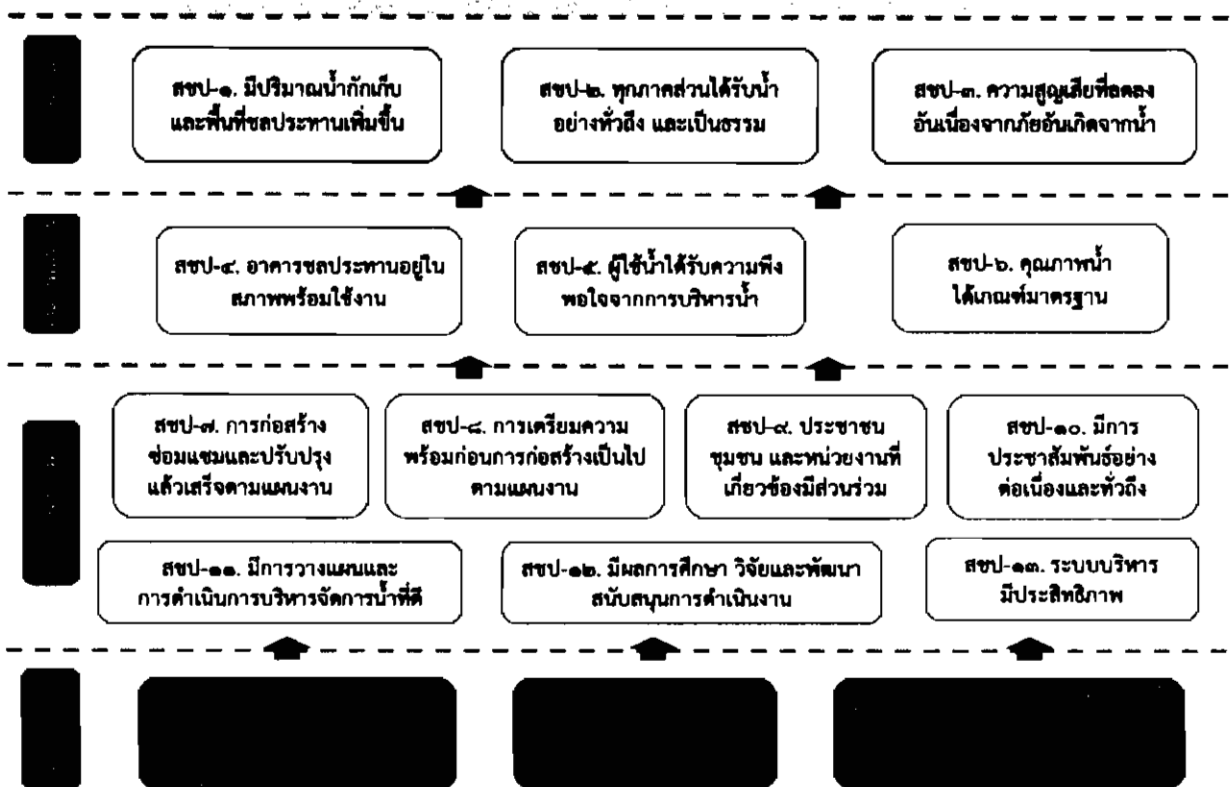 สชป-๑. มีปริมาณน้ำกักเก็บ
และพื้นที่ชลประทานเพิ่มขึ้น
สชป-๒. ทุกภาคส่วนได้รับน้ำ
อย่างทั่วถึง และเป็นธรรม
สชป-๓. ความสูญเสียที่ลดลง
อันเนื่องจากภัยอันเกิดจากน้ำ
สชป-๔. อาคารชลประทานอยู่ใน
สภาพพร้อมใช้งาน
สชป-๕. ผู้ใช้น้ำได้รับความพึง
พอใจจากการบริหารน้ำ
สชป-๖. คุณภาพน้ำ
ได้เกณฑ์มาตรฐาน
สชป-๗. การก่อสร้าง
ซ่อมแซมและปรับปรุง
แล้วเสร็จตามแผนงาน
สชป-๘. การเตรียมความ
พร้อมก่อนการก่อสร้างเป็นไป
ตามแผนงาน
สชป-๙. ประชาชน
ชุมชน และหน่วยงานที่
เกี่ยวข้องมีส่วนร่วม
สชป-๑๐. มีการ
ประชาสัมพันธ์อย่าง
ต่อเนื่องและทั่วถึง
สชป-๑๑. มีการวางแผนและ
การดำเนินการบริหารจัดการน้ำที่ดี
สชป-๑๒. มีผลการศึกษา วิจัยและพัฒนา
สนับสนุนการดำเนินงาน
สชป-๑๓. ระบบบริหาร
มีประสิทธิภาพ